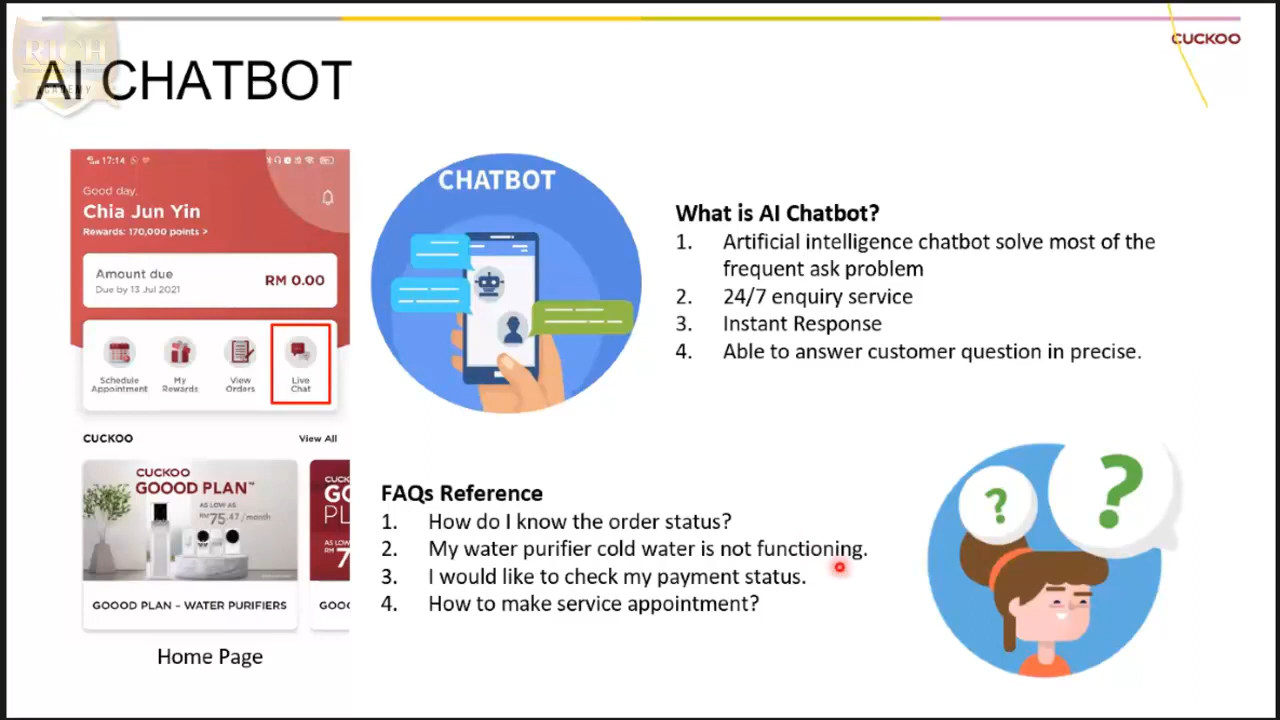 RICH
ACADEMY
CUCKOO
AI CHATBOT
17:14
Good day,
Chia Jun Yin
Rewards: 170,000 points >
Amount due
Due by 13 Jul 2021
RM 0.00
Schedule
Appointment
My
Rewards
View
Orders
Live
Chat
CUCKOO
View All
CUCKOO
GOOOD PLAN™
AS LOW AS
RM75.47/month
GOOOD PLAN - WATER PURIFIERS
Home Page
CHATBOT
What is AI Chatbot?
1. Artificial intelligence chatbot solve most of the
frequent ask problem
2. 24/7 enquiry service
3. Instant Response
4. Able to answer customer question in precise.
FAQs Reference
1. How do I know the order status?
2. My water purifier cold water is not functioning.
3. I would like to check my payment status.
4. How to make service appointment?
? ?